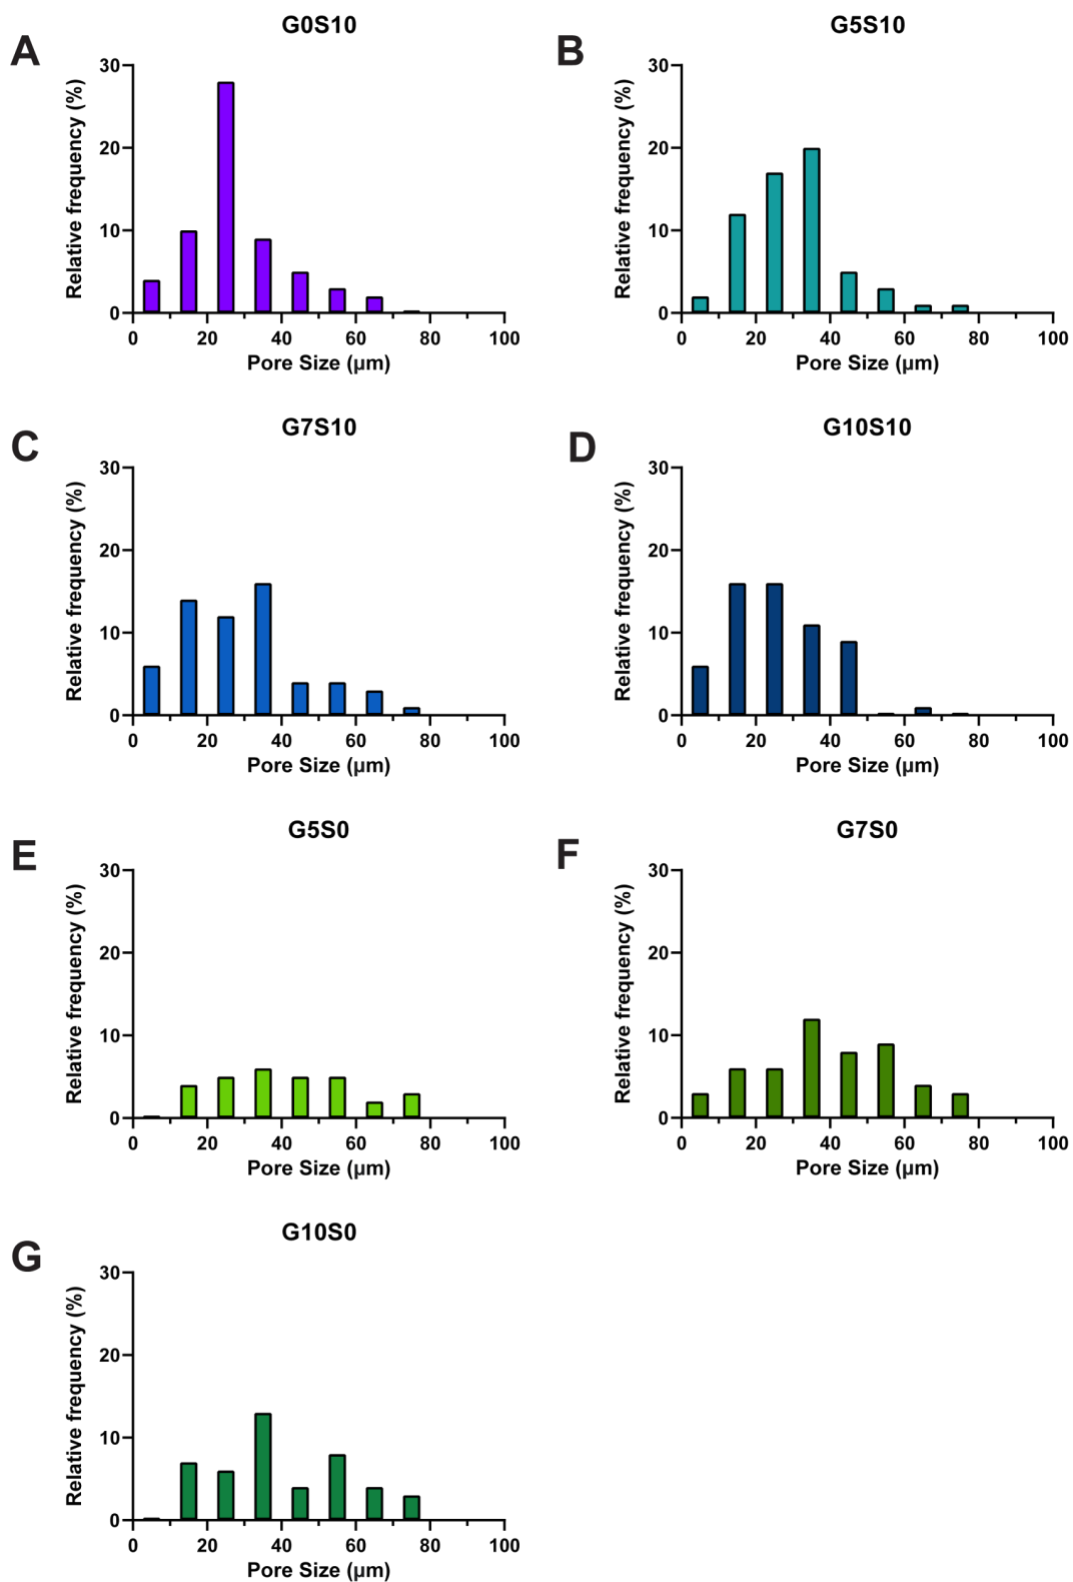 A
G0S10
Relative frequency (%)
30
20
10
0
0 20 40 60 80 100
Pore Size (µm)
B
G5S10
Relative frequency (%)
30
20
10
0
0 20 40 60 80 100
Pore Size (µm)
C
G7S10
Relative frequency (%)
30
20
10
0
0 20 40 60 80 100
Pore Size (µm)
D
G10S10
Relative frequency (%)
30
20
10
0
0 20 40 60 80 100
Pore Size (µm)
E
G5S0
Relative frequency (%)
30
20
10
0
0 20 40 60 80 100
Pore Size (µm)
F
G7S0
Relative frequency (%)
30
20
10
0
0 20 40 60 80 100
Pore Size (µm)
G
G10S0
Relative frequency (%)
30
20
10
0
0 20 40 60 80 100
Pore Size (µm)